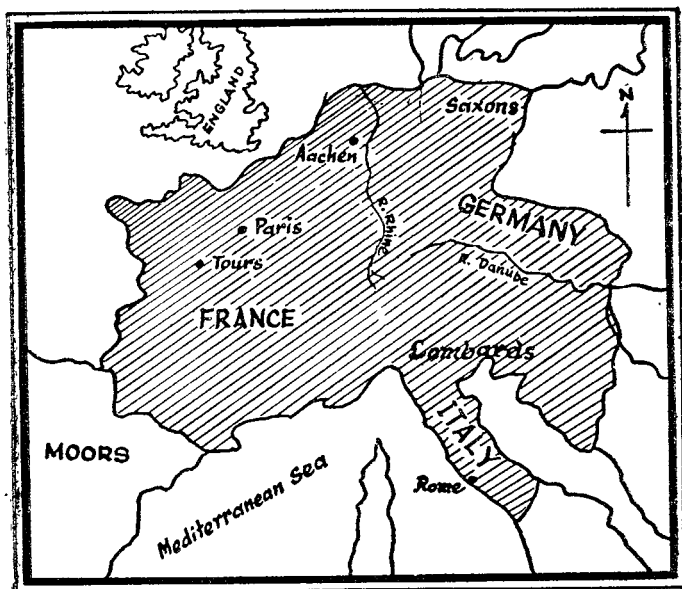 ENGLAND
Saxons
N
Aachen
R. Rhine
GERMANY
Paris
Tours
R. Danube
FRANCE
Lombards
ITALY
MOORS
Mediterranean Sea
Rome